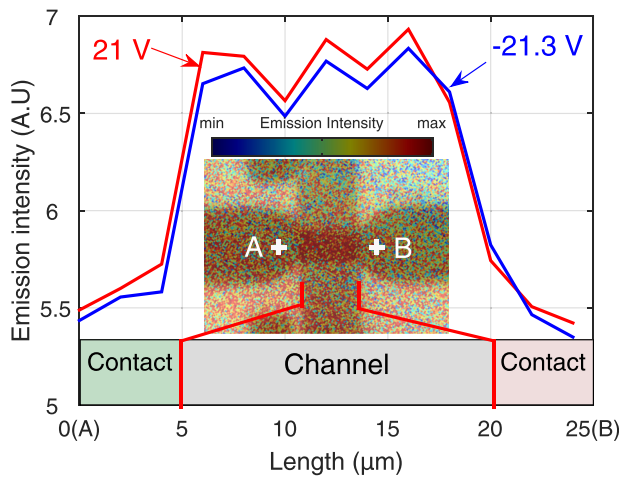 7
21 V
-21.3 V
6.5
min Emission Intensity max
6
A B
5.5
Contact Channel Contact
5
0(A) 5 10 15 20 25(B)
Length (µm)
Emission intensity (A.U)